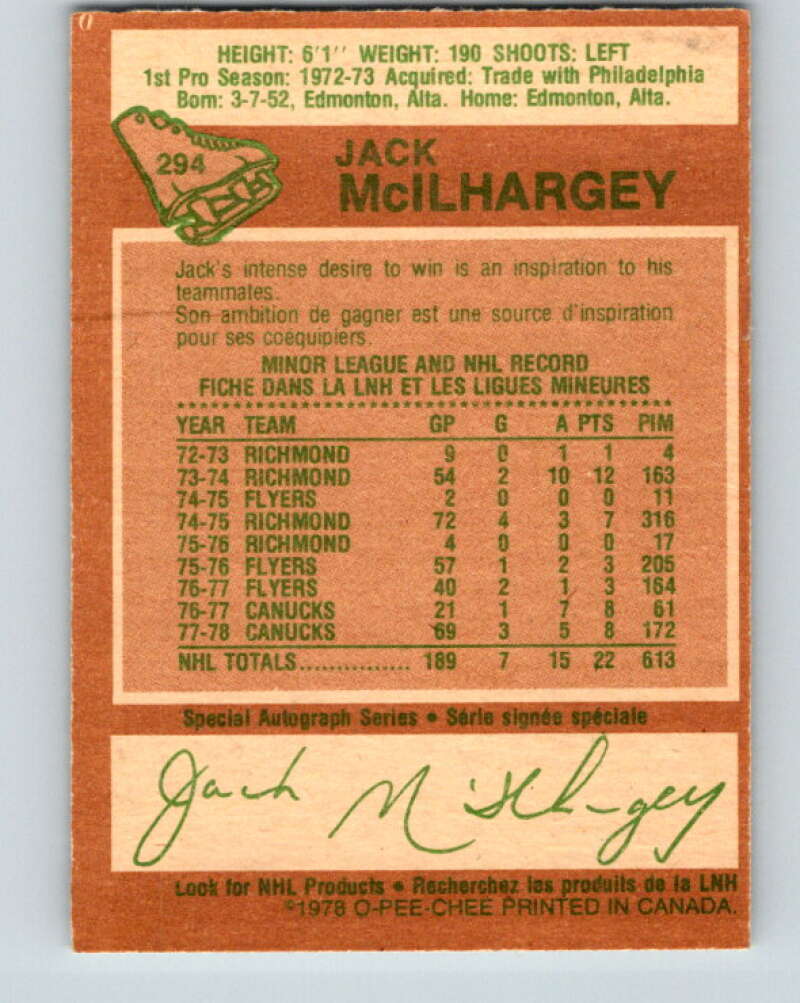 HEIGHT: 6'1'' WEIGHT: 190 SHOOTS: LEFT
1st Pro Season: 1972-73 Acquired: Trade with Philadelphia
Born: 3-7-52, Edmonton, Alta. Home: Edmonton, Alta.
294
JACK
McILHARGEY
Jack's intense desire to win is an inspiration to his
teammates.
Son ambition de gagner est une source d'inspiration
pour ses coéquipiers.
MINOR LEAGUE AND NHL RECORD
FICHE DANS LA LNH ET LES LIGUES MINEURES
YEAR TEAM GP G A PTS PIM
72-73 RICHMOND 9 0 1 1 4
73-74 RICHMOND 54 2 10 12 163
74-75 FLYERS 2 0 0 0 11
74-75 RICHMOND 72 4 3 7 316
75-76 RICHMOND 4 0 0 0 17
75-76 FLYERS 57 1 2 3 205
76-77 FLYERS 40 2 1 3 164
76-77 CANUCKS 21 1 7 8 61
77-78 CANUCKS 69 3 5 8 172
NHL TOTALS................ 189 7 15 22 613
Special Autograph Series • Série signée spéciale
Jack McIlhargey
Look for NHL Products • Recherchez les produits de la LNH
©1978 O-PEE-CHEE PRINTED IN CANADA.